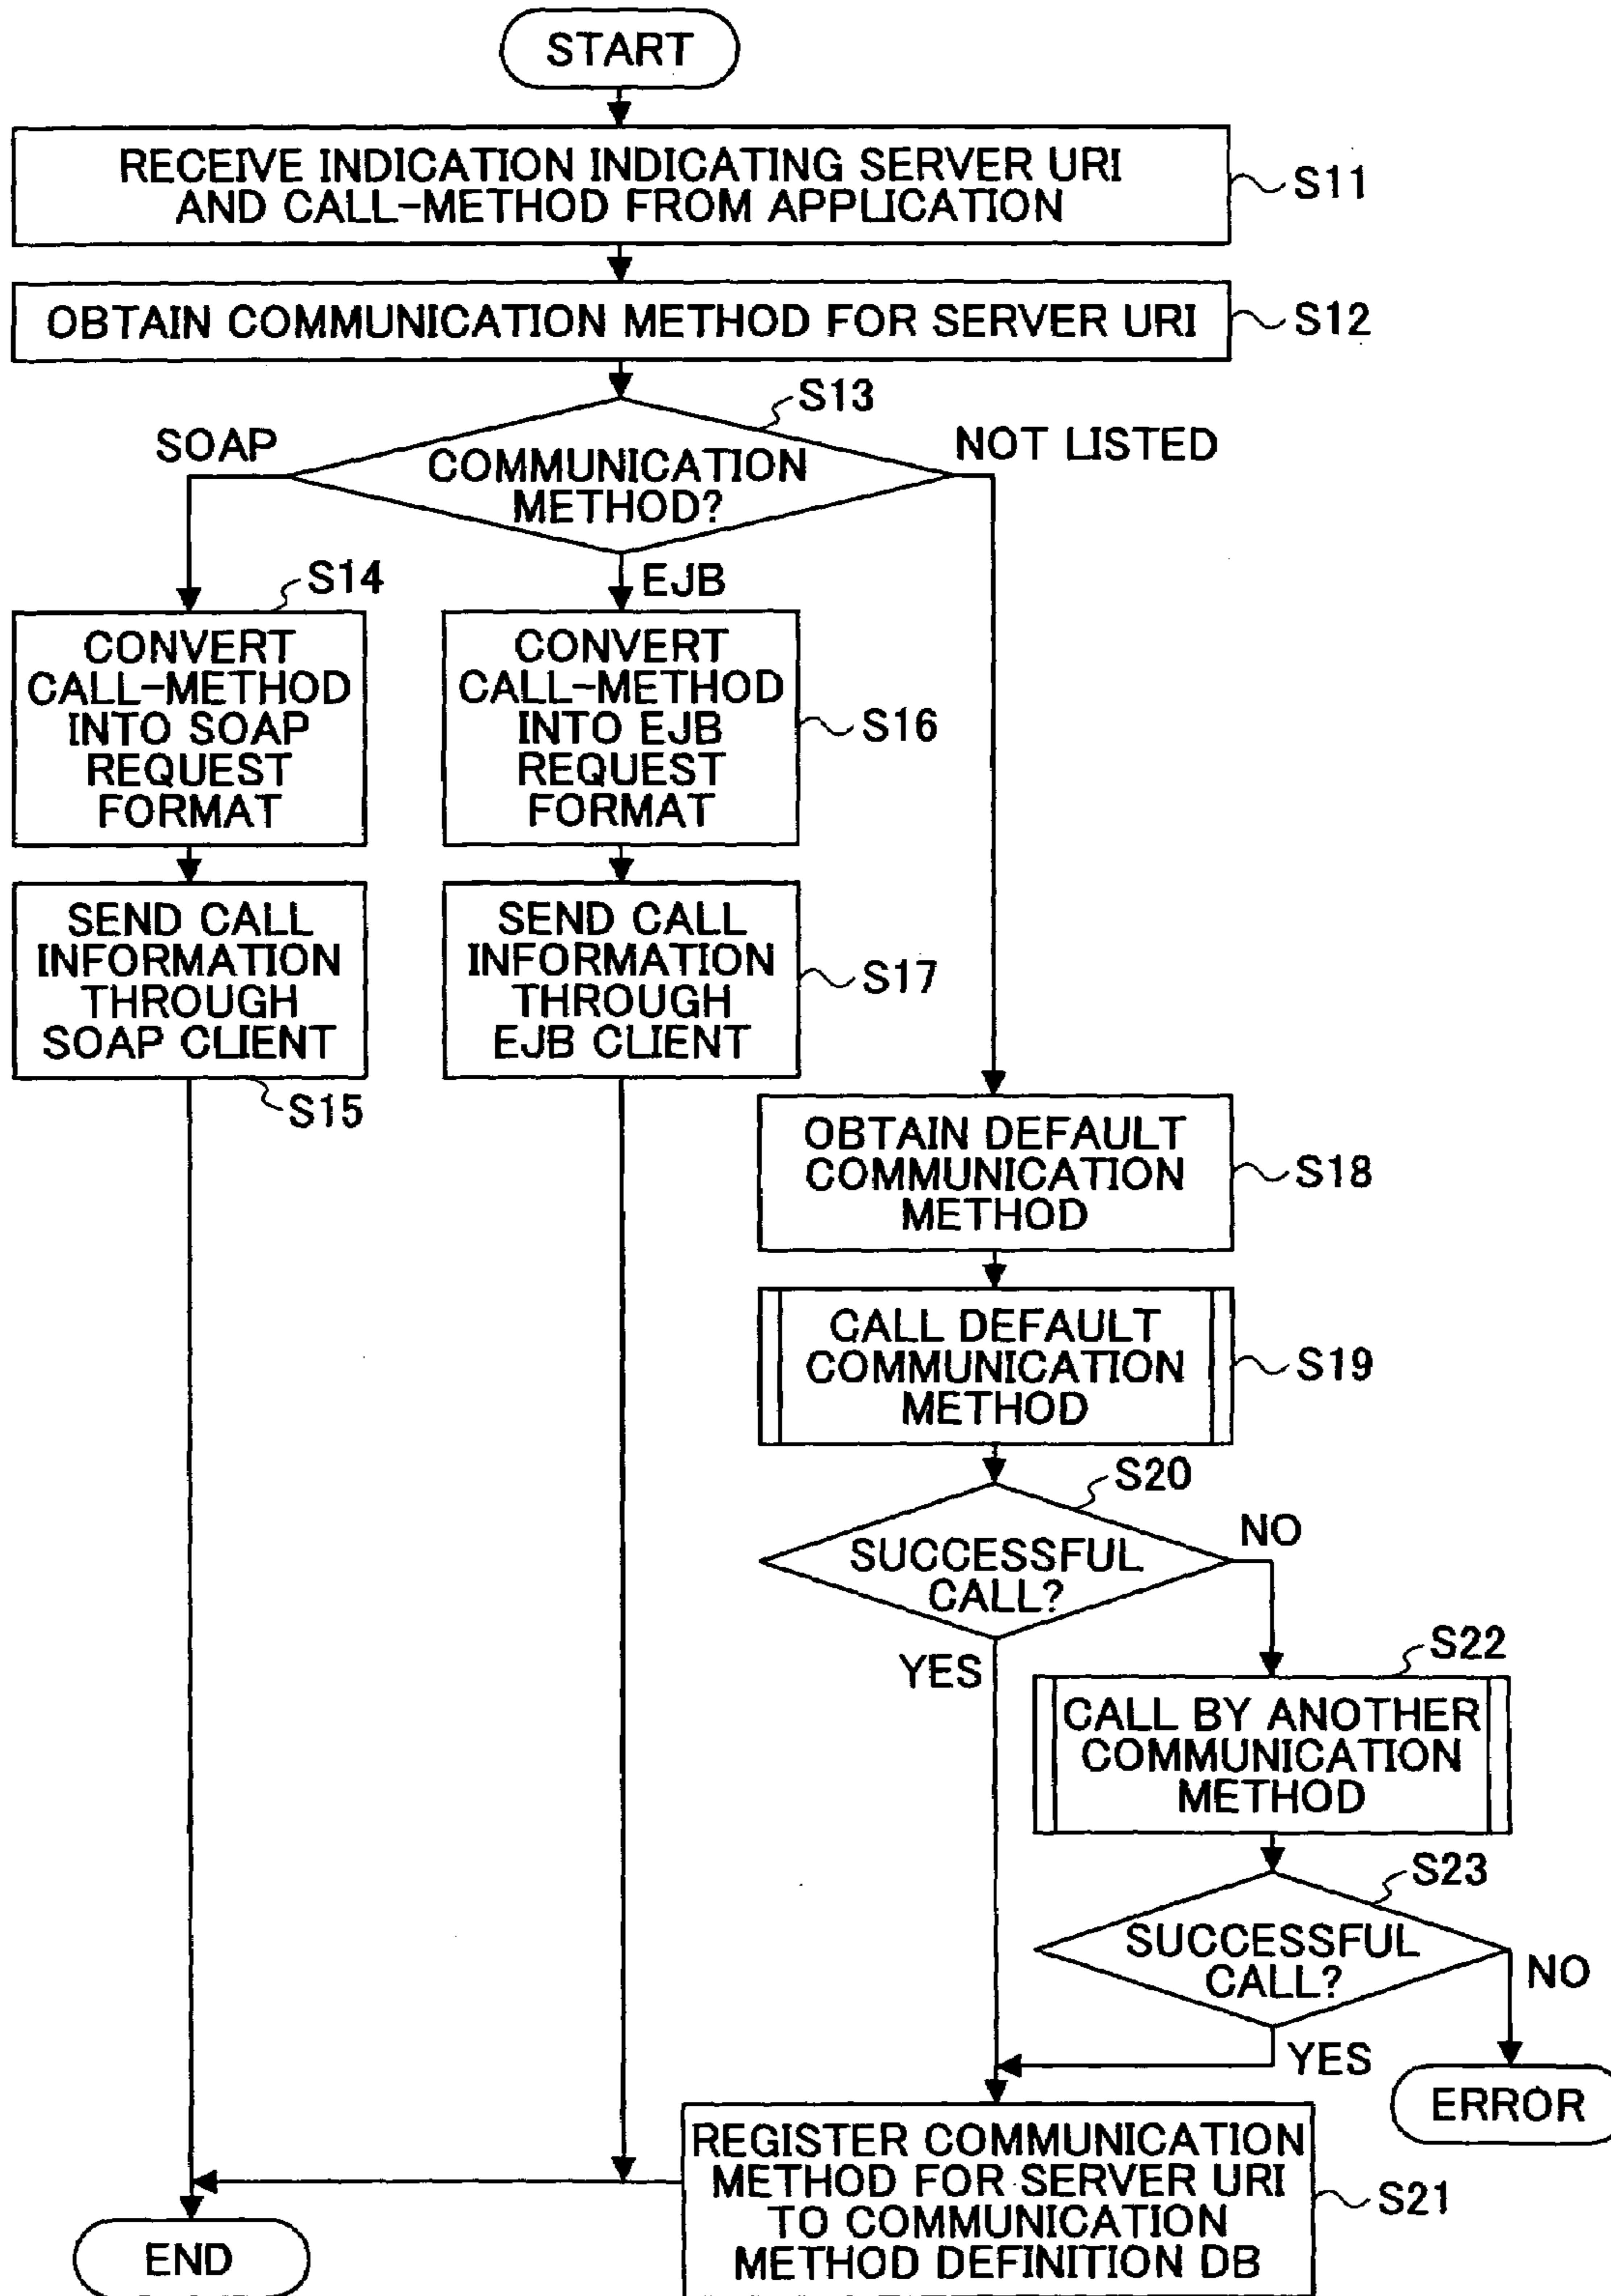 START
RECEIVE INDICATION INDICATING SERVER URI
AND CALL-METHOD FROM APPLICATION
S11
OBTAIN COMMUNICATION METHOD FOR SERVER URI
S12
S13
SOAP
NOT LISTED
COMMUNICATION
METHOD?
S14
EJB
CONVERT
CALL-METHOD
INTO SOAP
REQUEST
FORMAT
CONVERT
CALL-METHOD
INTO EJB
REQUEST
FORMAT
S16
SEND CALL
INFORMATION
THROUGH
SOAP CLIENT
S15
SEND CALL
INFORMATION
THROUGH
EJB CLIENT
S17
OBTAIN DEFAULT
COMMUNICATION
METHOD
S18
CALL DEFAULT
COMMUNICATION
METHOD
S19
S20
SUCCESSFUL
CALL?
NO
YES
S22
CALL BY ANOTHER
COMMUNICATION
METHOD
S23
SUCCESSFUL
CALL?
NO
YES
ERROR
REGISTER COMMUNICATION
METHOD FOR SERVER URI
TO COMMUNICATION
METHOD DEFINITION DB
S21
END